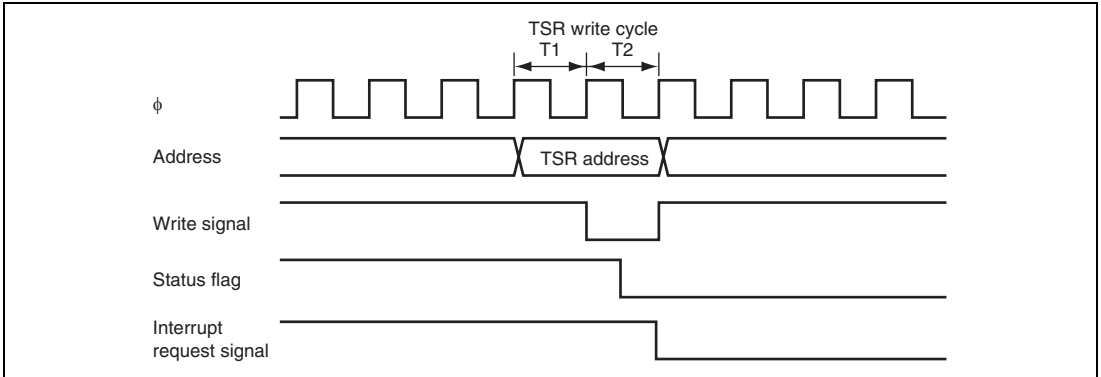 TSR write cycle
T1 T2
ϕ
Address
TSR address
Write signal
Status flag
Interrupt
request signal